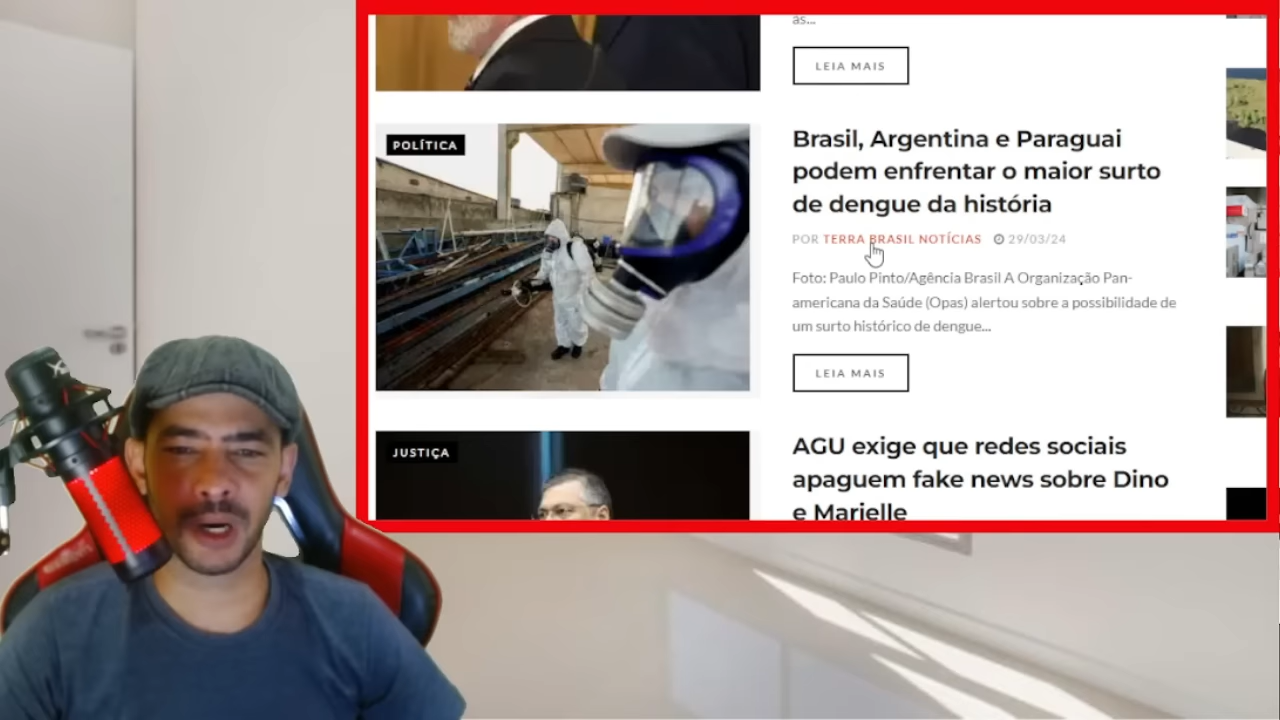 as...
LEIA MAIS
POLÍTICA
Brasil, Argentina e Paraguai
podem enfrentar o maior surto
de dengue da história
POR TERRA BRASIL NOTÍCIAS 29/03/24
Foto: Paulo Pinto/Agência Brasil A Organização Pan-
americana da Saúde (Opas) alertou sobre a possibilidade de
um surto histórico de dengue...
LEIA MAIS
JUSTIÇA
AGU exige que redes sociais
apaguem fake news sobre Dino
e Marielle